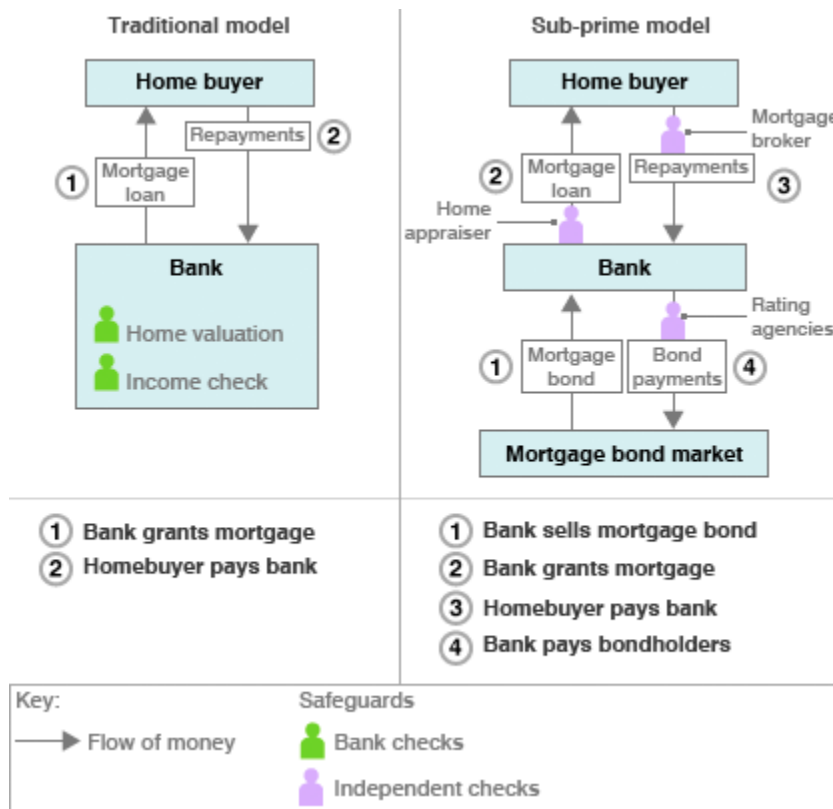 Traditional model
Home buyer
Repayments
2
1
Mortgage
loan
Bank
Home valuation
Income check
Sub-prime model
Home buyer
Mortgage
broker
2
Mortgage
loan
Repayments
3
Home
appraiser
Bank
Rating
agencies
1
Mortgage
bond
Bond
payments
4
Mortgage bond market
1 Bank grants mortgage
2 Homebuyer pays bank
1 Bank sells mortgage bond
2 Bank grants mortgage
3 Homebuyer pays bank
4 Bank pays bondholders
Key:
Flow of money
Safeguards
Bank checks
Independent checks